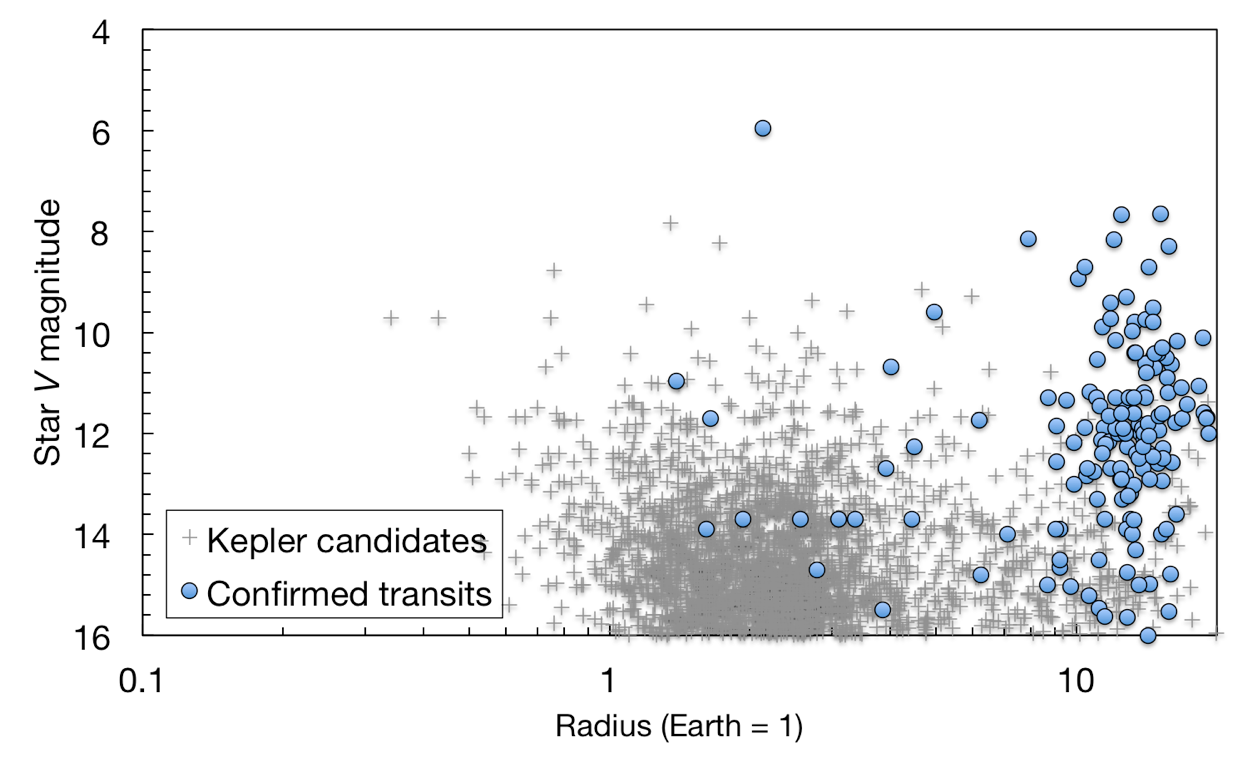 4
6
8
10
12
14
16
Star V magnitude
Kepler candidates
Confirmed transits
0.1 1 10
Radius (Earth = 1)